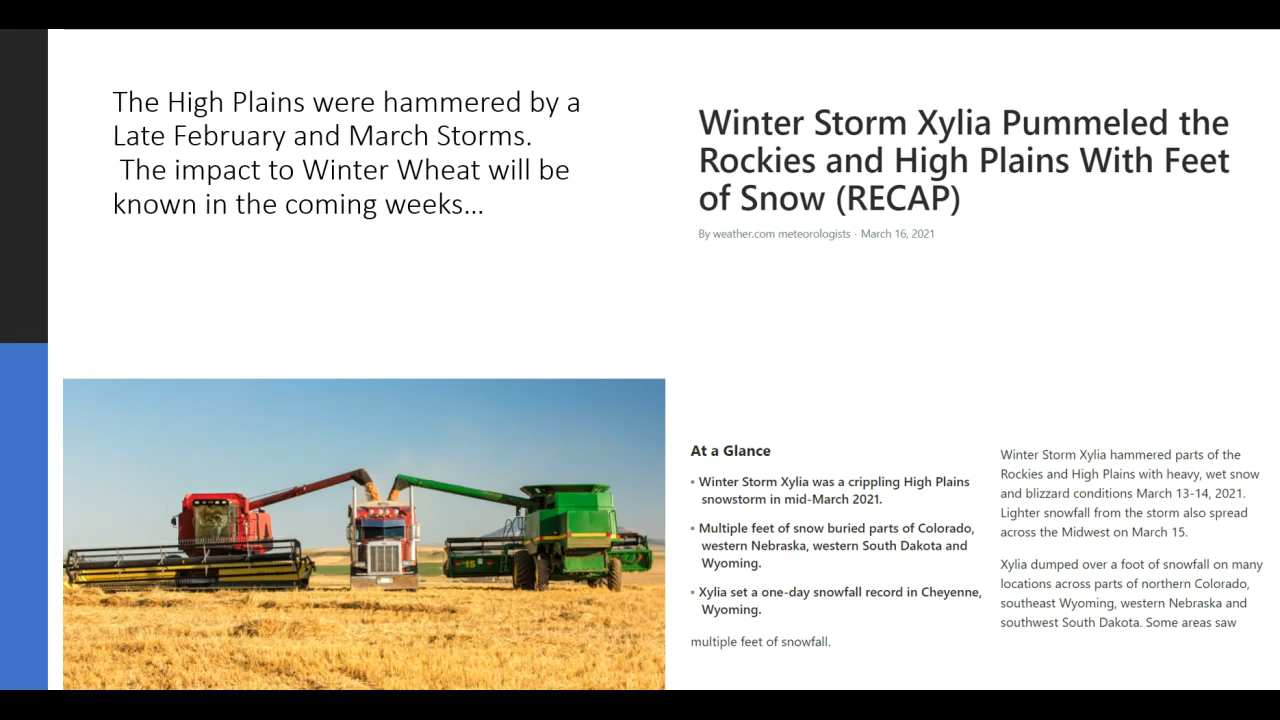 The High Plains were hammered by a
Late February and March Storms.
The impact to Winter Wheat will be
known in the coming weeks...
Winter Storm Xylia Pummeled the
Rockies and High Plains With Feet
of Snow (RECAP)
By weather.com meteorologists · March 16, 2021
At a Glance
▪ Winter Storm Xylia was a crippling High Plains
snowstorm in mid-March 2021.
▪ Multiple feet of snow buried parts of Colorado,
western Nebraska, western South Dakota and
Wyoming.
▪ Xylia set a one-day snowfall record in Cheyenne,
Wyoming.
Winter Storm Xylia hammered parts of the
Rockies and High Plains with heavy, wet snow
and blizzard conditions March 13-14, 2021.
Lighter snowfall from the storm also spread
across the Midwest on March 15.
Xylia dumped over a foot of snowfall on many
locations across parts of northern Colorado,
southeast Wyoming, western Nebraska and
southwest South Dakota. Some areas saw
multiple feet of snowfall.
15